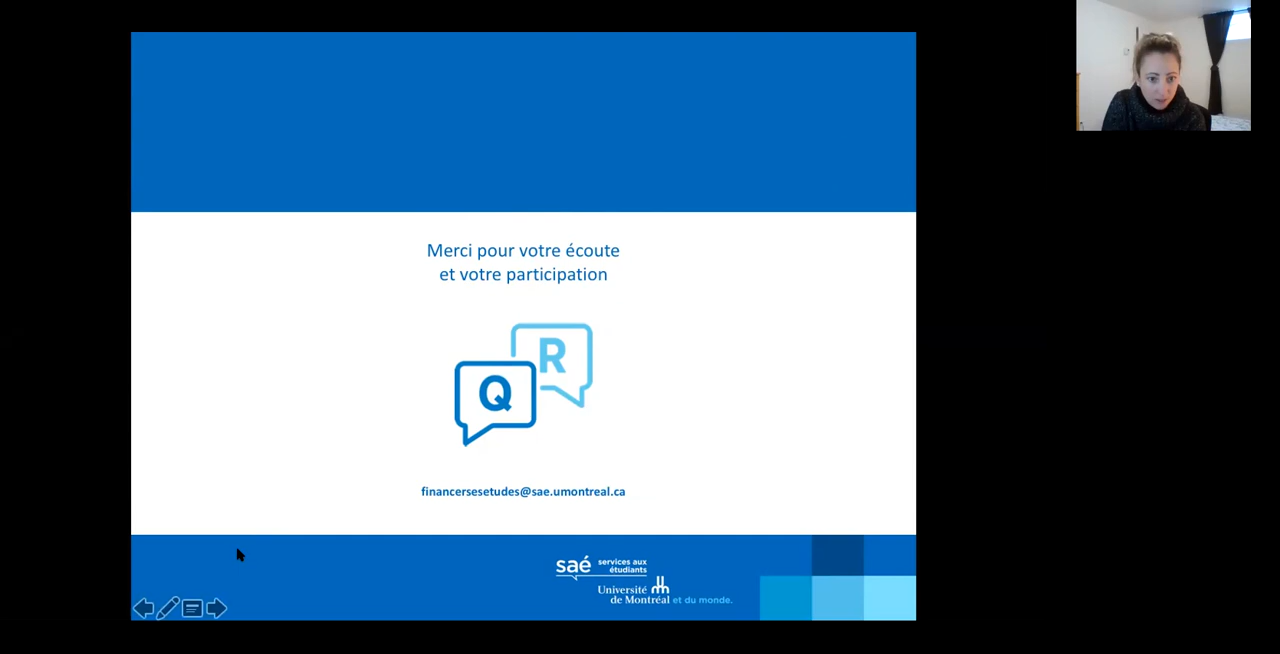 Merci pour votre écoute
et votre participation
R
Q
financersesetudes@sae.umontreal.ca
saé services aux
étudiants
Université
de Montréal et du monde.